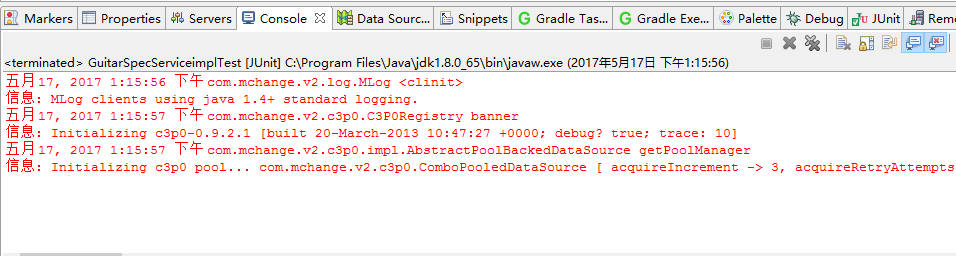 Markers Properties Servers Console Data Sourc... Snippets Gradle Tas... Gradle Exe... Palette Debug JUnit Remo
<terminated> GuitarSpecServiceimplTest [JUnit] C:\Program Files\Java\jdk1.8.0_65\bin\javaw.exe (2017年5月17日 下午1:15:56)
五月 17, 2017 1:15:56 下午 com.mchange.v2.log.MLog <clinit>
信息: MLog clients using java 1.4+ standard logging.
五月 17, 2017 1:15:57 下午 com.mchange.v2.c3p0.C3P0Registry banner
信息: Initializing c3p0-0.9.2.1 [built 20-March-2013 10:47:27 +0000; debug? true; trace: 10]
五月 17, 2017 1:15:57 下午 com.mchange.v2.c3p0.impl.AbstractPoolBackedDataSource getPoolManager
信息: Initializing c3p0 pool... com.mchange.v2.c3p0.ComboPooledDataSource [ acquireIncrement -> 3, acquireRetryAttempts